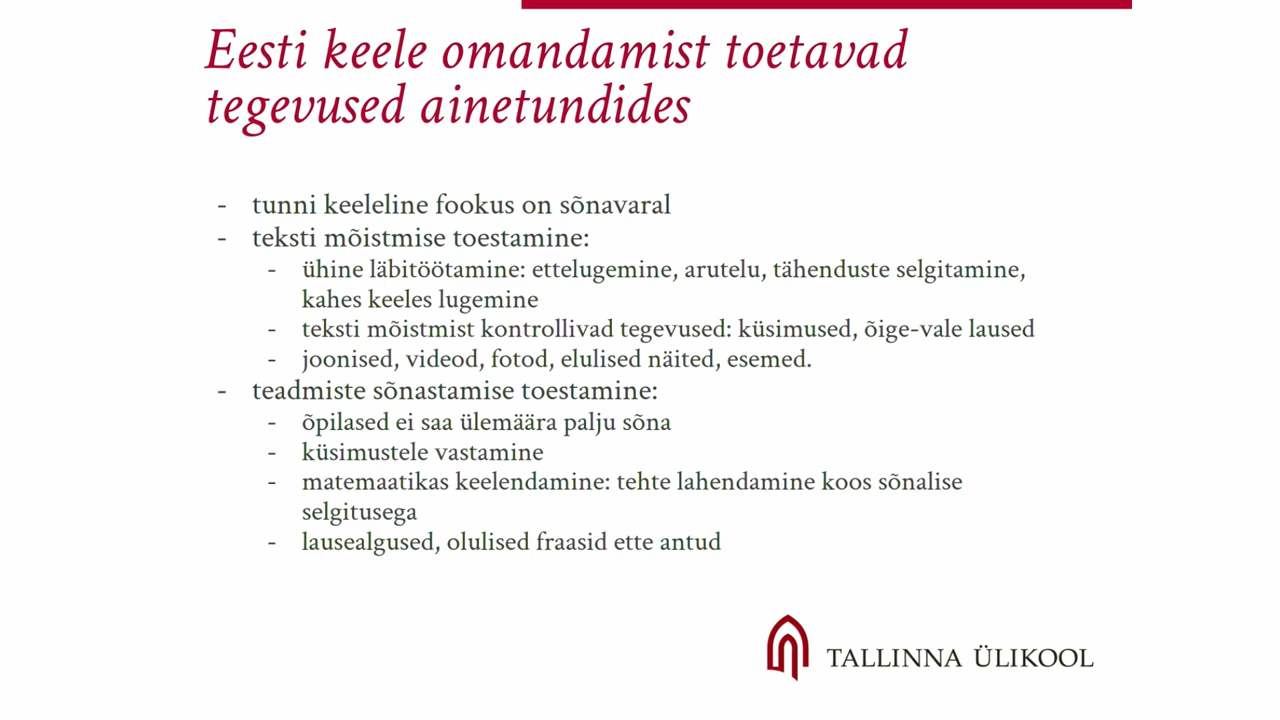 Eesti keele omandamist toetavad
tegevused ainetundides
- tunni keeleline fookus on sõnavaral
- teksti mõistmise toestamine:
- ühine läbitöötamine: ettelugemine, arutelu, tähenduste selgitamine,
kahes keeles lugemine
- teksti mõistmist kontrollivad tegevused: küsimused, õige-vale laused
- joonised, videod, fotod, elulised näited, esemed.
- teadmiste sõnastamise toestamine:
- õpilased ei saa ülemäära palju sõna
- küsimustele vastamine
- matemaatikas keelendamine: tehte lahendamine koos sõnalise
selgitusega
- lausealgused, olulised fraasid ette antud
TALLINNA ÜLIKOOL